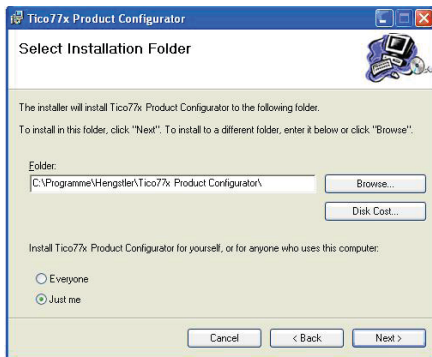 Tico77x Product Configurator
Select Installation Folder
The installer will install Tico77x Product Configurator to the following folder.
To install in this folder, click "Next". To install to a different folder, enter it below or click "Browse".
Folder:
C:\Programme\Hengstler\Tico77x Product Configurator\
Browse...
Disk Cost...
Install Tico77x Product Configurator for yourself, or for anyone who uses this computer:
Everyone
Just me
Cancel
< Back
Next >